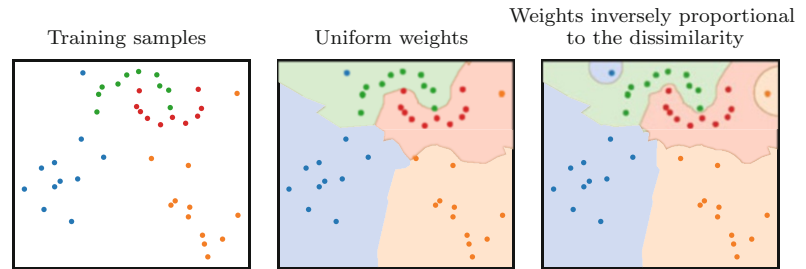 Training samples
Uniform weights
Weights inversely proportional
to the dissimilarity